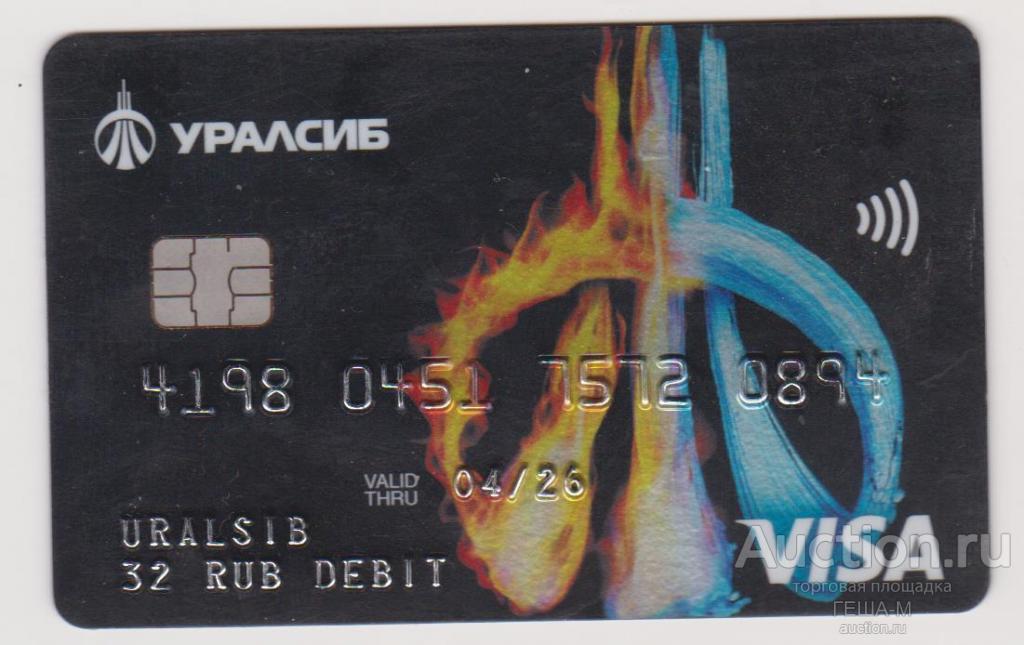 УРАЛСИБ
4198 0451 7572 0894
VALID THRU 04/26
URALSIB
32 RUB DEBIT
VISA
Auction.ru
торговая площадка
ГЕША-М
auction.ru